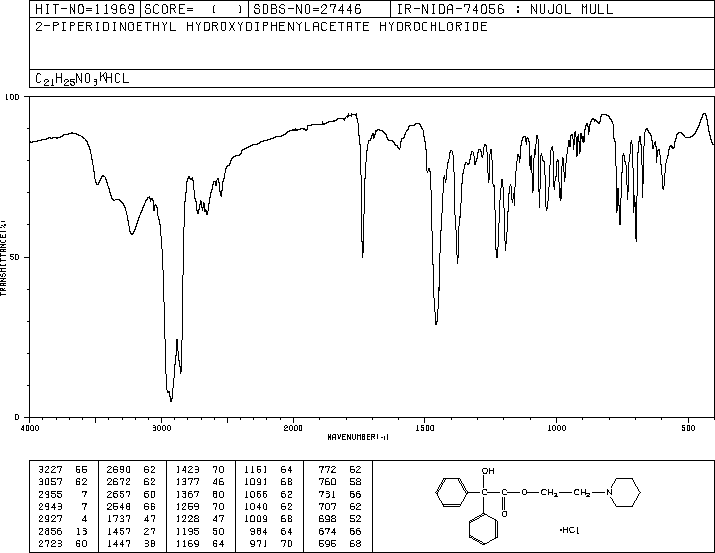 HIT-NO=11969 SCORE= ( ) SDBS-NO=27446 IR-NIDA-74056 : NUJOL MULL
2-PIPERIDINOETHYL HYDROXYDIPHENYLACETATE HYDROCHLORIDE
C21H25NO3·HCL
100
50
0
TRANSMITTANCE(%)
4000 3000 2000 1500 1000 500
WAVENUMBER(-1)
3227 55 2690 62 1423 70 1161 64 772 62
3057 62 2672 62 1377 46 1091 68 760 58
2955 7 2657 60 1367 80 1066 62 731 66
2943 7 2548 66 1259 70 1040 62 707 62
2927 4 1737 47 1228 47 1009 68 698 52
2856 13 1457 27 1195 50 984 64 674 66
2723 60 1447 38 1169 64 971 70 595 68
OH
C—C—O—CH2—CH2—N
O
·HCl